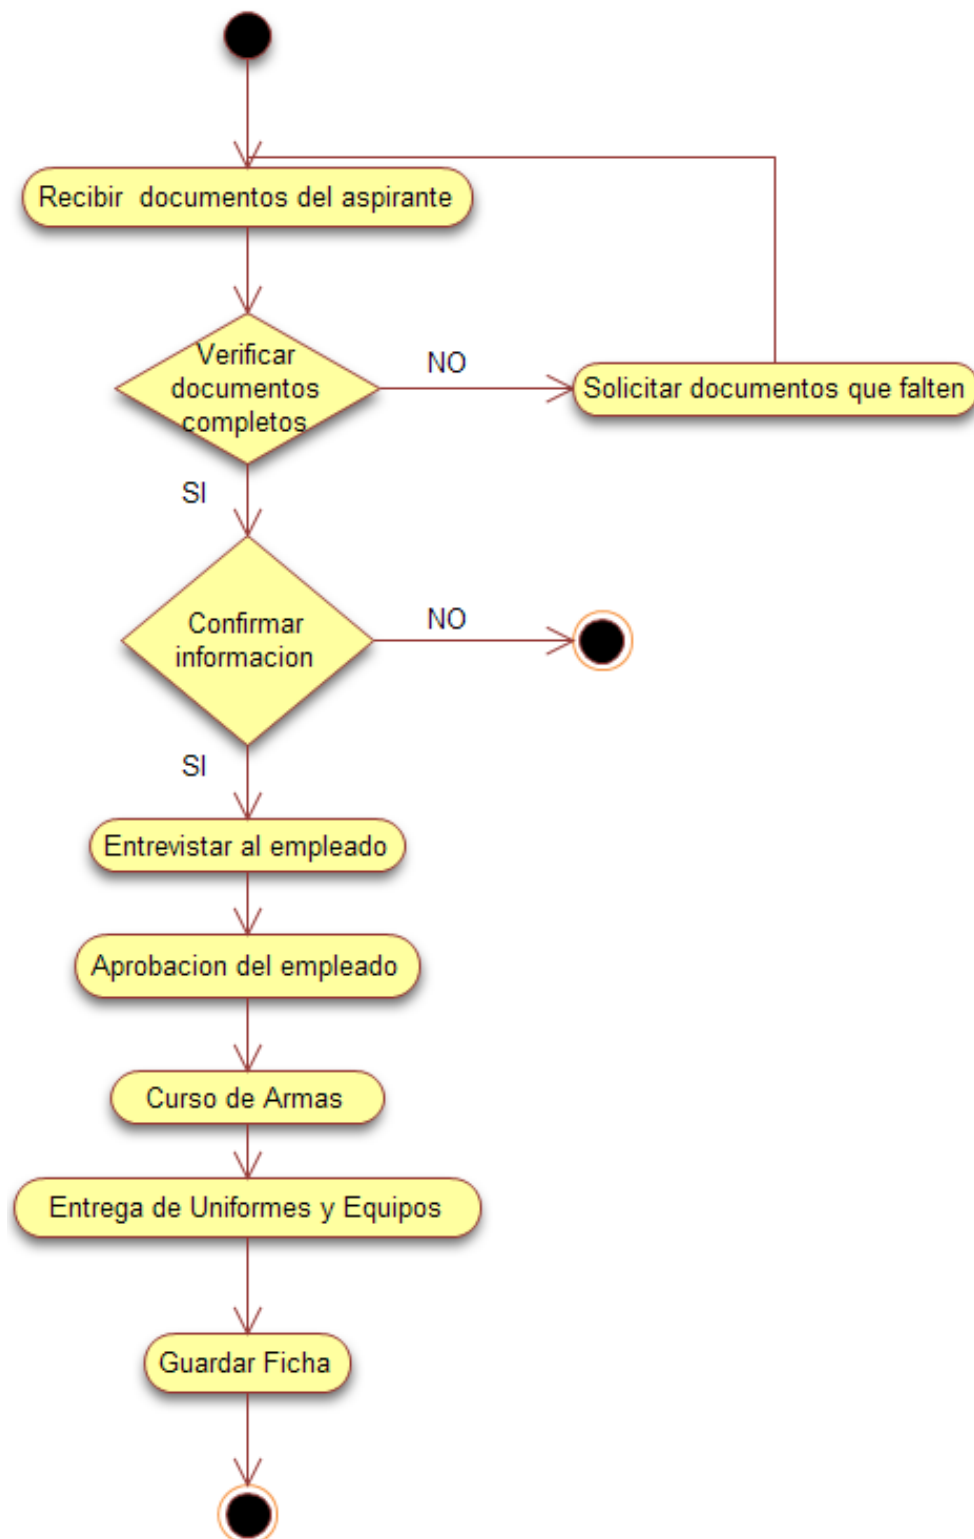 Recibir  documentos del aspirante
Verificar
documentos
completos
NO
Solicitar documentos que falten
SI
Confirmar
informacion
NO
SI
Entrevistar al empleado
Aprobacion del empleado
Curso de Armas
Entrega de Uniformes y Equipos
Guardar Ficha